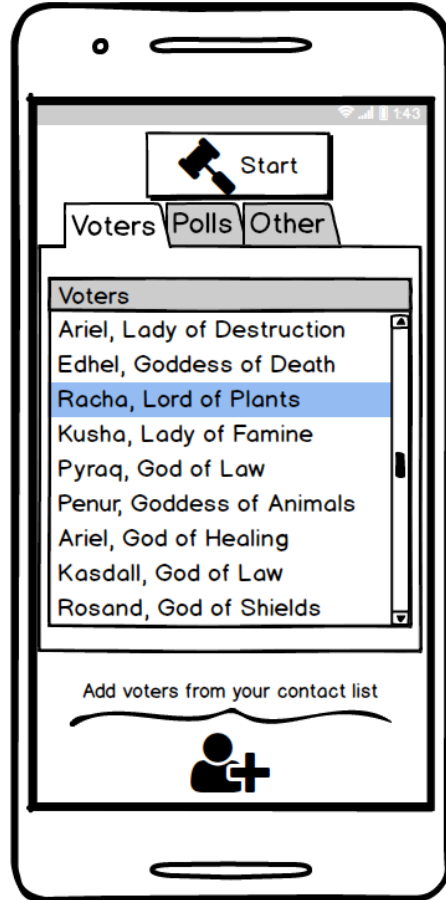 1:43
Start
Voters Polls Other
Voters
Ariel, Lady of Destruction
Edhel, Goddess of Death
Racha, Lord of Plants
Kusha, Lady of Famine
Pyraq, God of Law
Penur, Goddess of Animals
Ariel, God of Healing
Kasdall, God of Law
Rosand, God of Shields
Add voters from your contact list